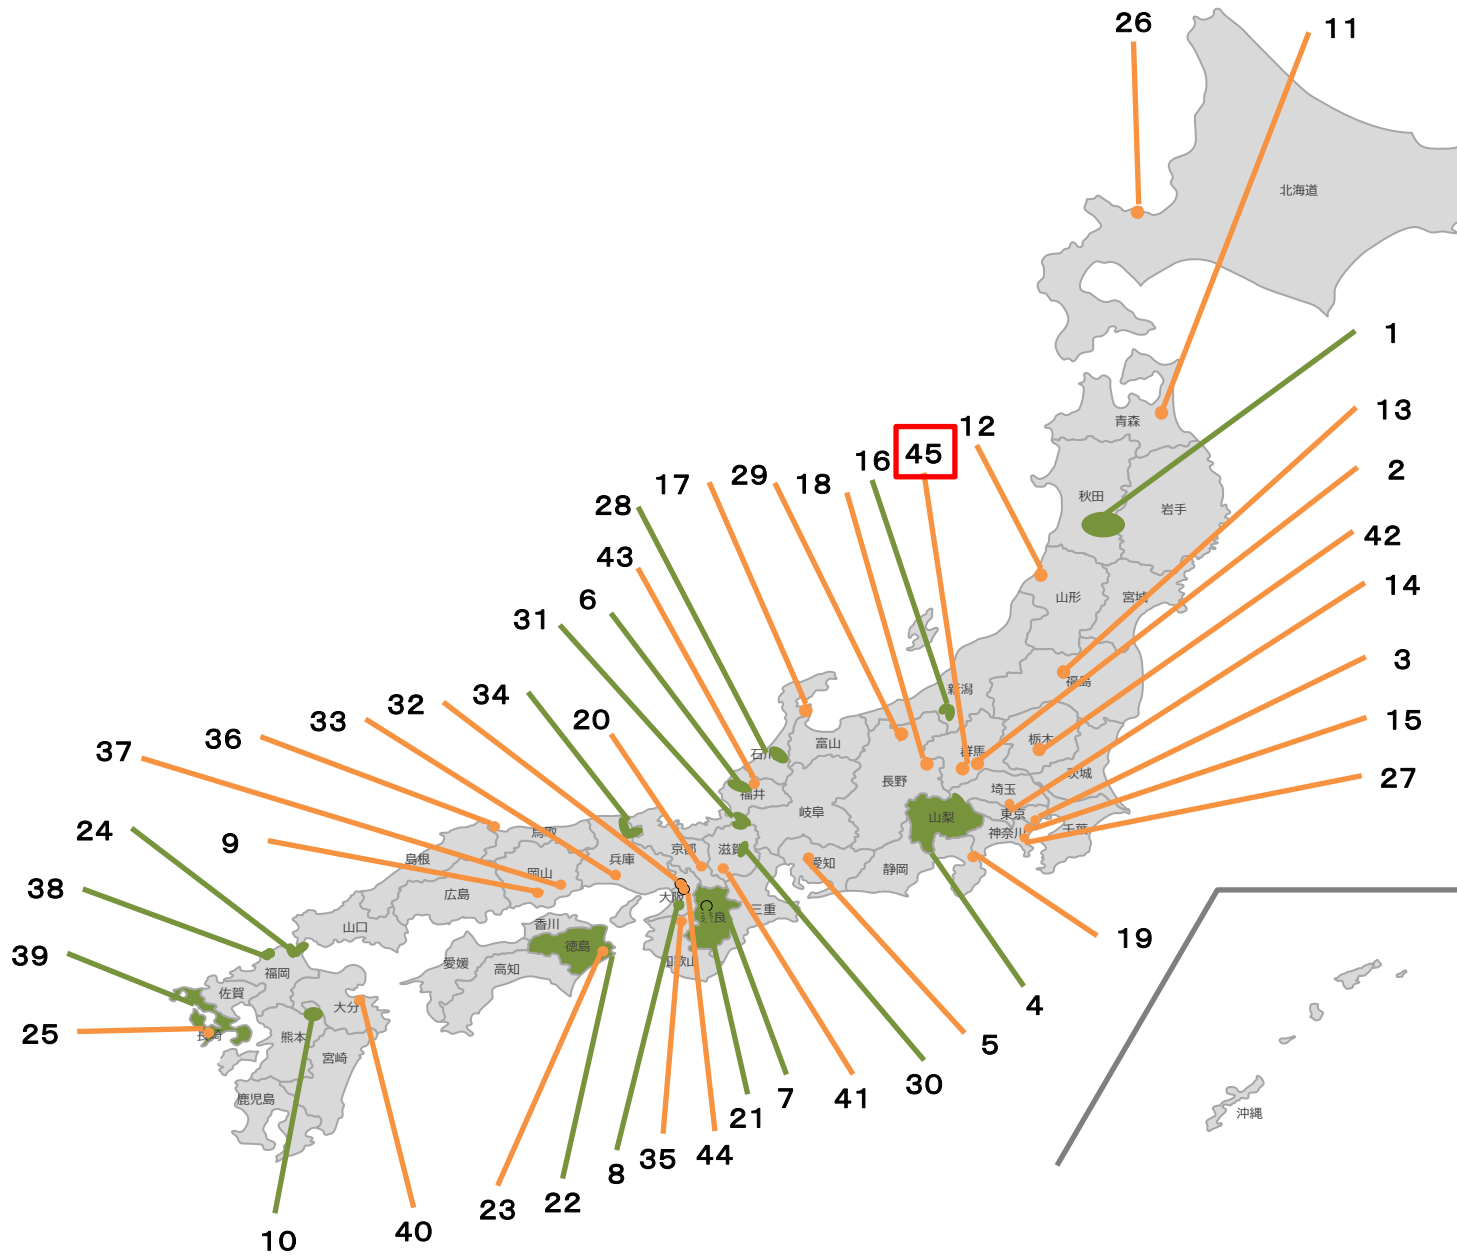 26
11
北海道
1
青森
13
12
45
16
2
29
18
17
秋田
28
岩手
42
43
14
山形
宮城
6
31
3
福島
新潟
34
32
15
33
20
36
富山
栃木
37
石川
群馬
27
茨城
長野
埼玉
福井
岐阜
東京
山梨
24
鳥取
神奈川
千葉
9
京都
滋賀
島根
兵庫
愛知
岡山
静岡
38
広島
大阪
三重
奈良
香川
山口
19
徳島
39
愛媛
高知
和歌山
福岡
佐賀
4
大分
25
長崎
熊本
5
宮崎
30
7
41
鹿児島
21
沖縄
35
44
8
22
23
40
10